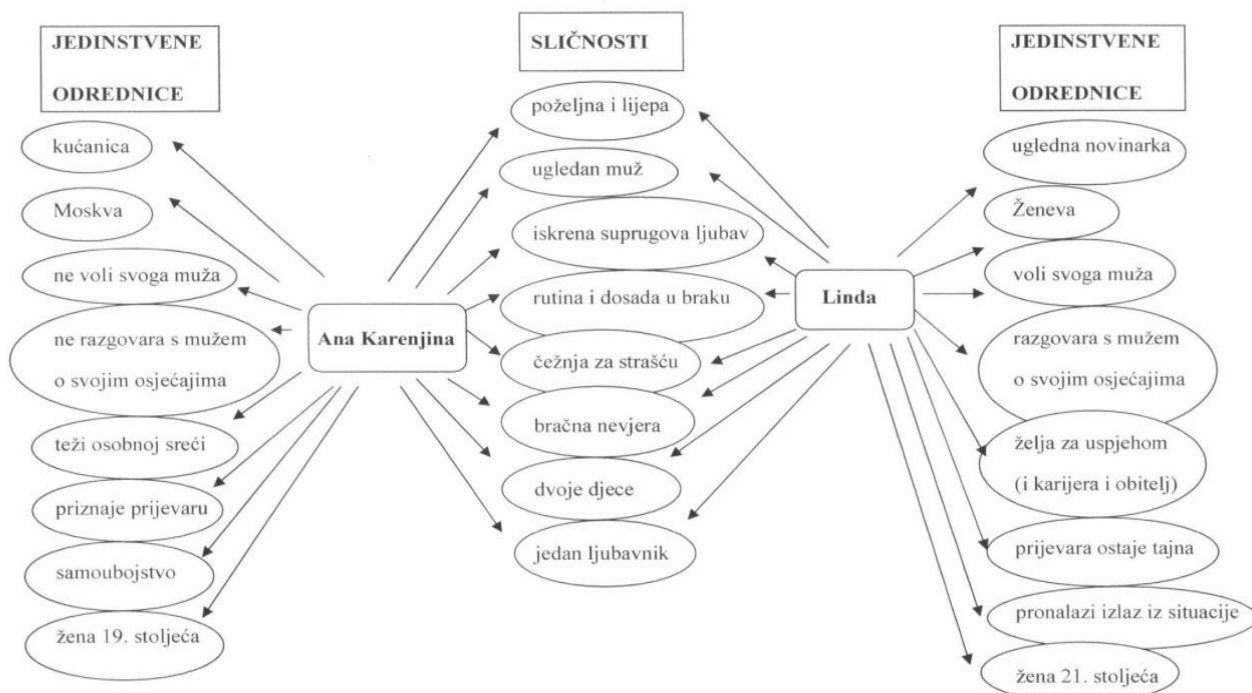 JEDINSTVENE
ODREDNICE
kućanica
Moskva
ne voli svoga muža
ne razgovara s mužem
o svojim osjećajima
teži osobnoj sreći
priznaje prijevaru
samoubojstvo
žena 19. stoljeća
Ana Karenjina
SLIČNOSTI
poželjna i lijepa
ugledan muž
iskrena suprugova ljubav
rutina i dosada u braku
čežnja za strašću
bračna nevjera
dvoje djece
jedan ljubavnik
Linda
JEDINSTVENE
ODREDNICE
ugledna novinarka
Ženeva
voli svoga muža
razgovara s mužem
o svojim osjećajima
želja za uspjehom
(i karijera i obitelj)
prijevara ostaje tajna
pronalazi izlaz iz situacije
žena 21. stoljeća